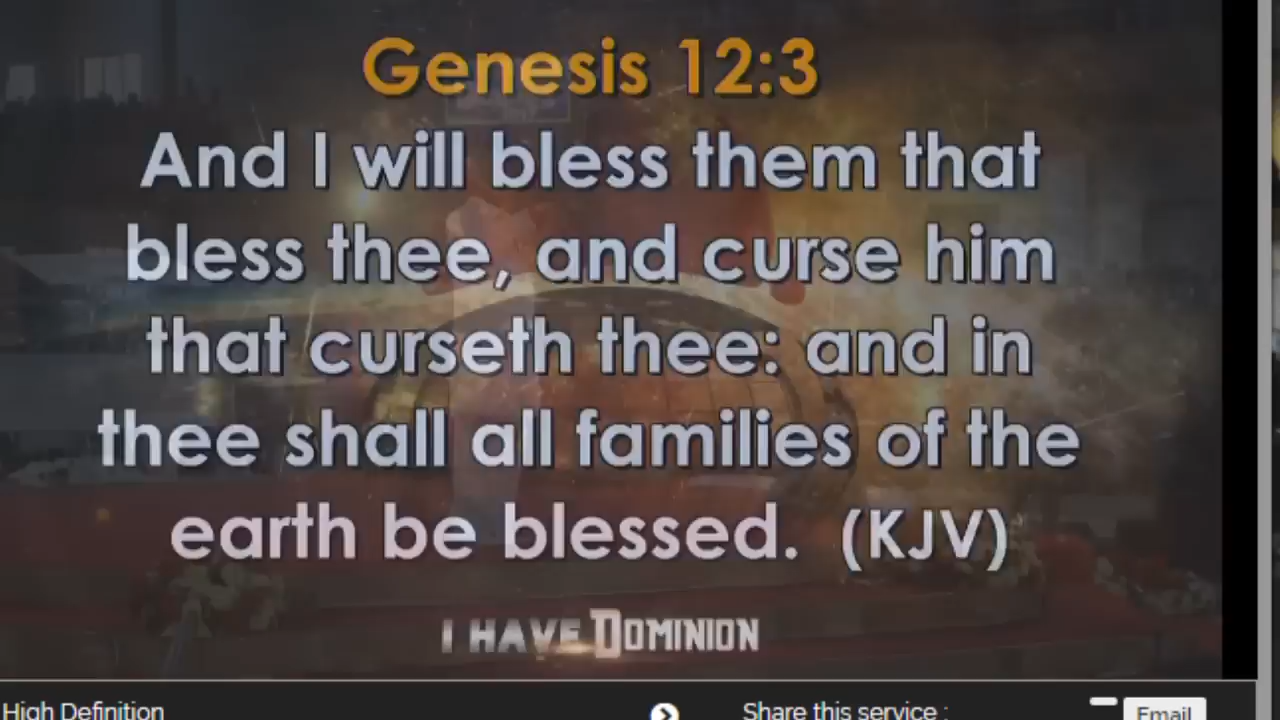 Genesis 12:3
And I will bless them that
bless thee, and curse him
that curseth thee: and in
thee shall all families of the
earth be blessed. (KJV)
I HAVE DOMINION
High Definition
Share this service :
Email